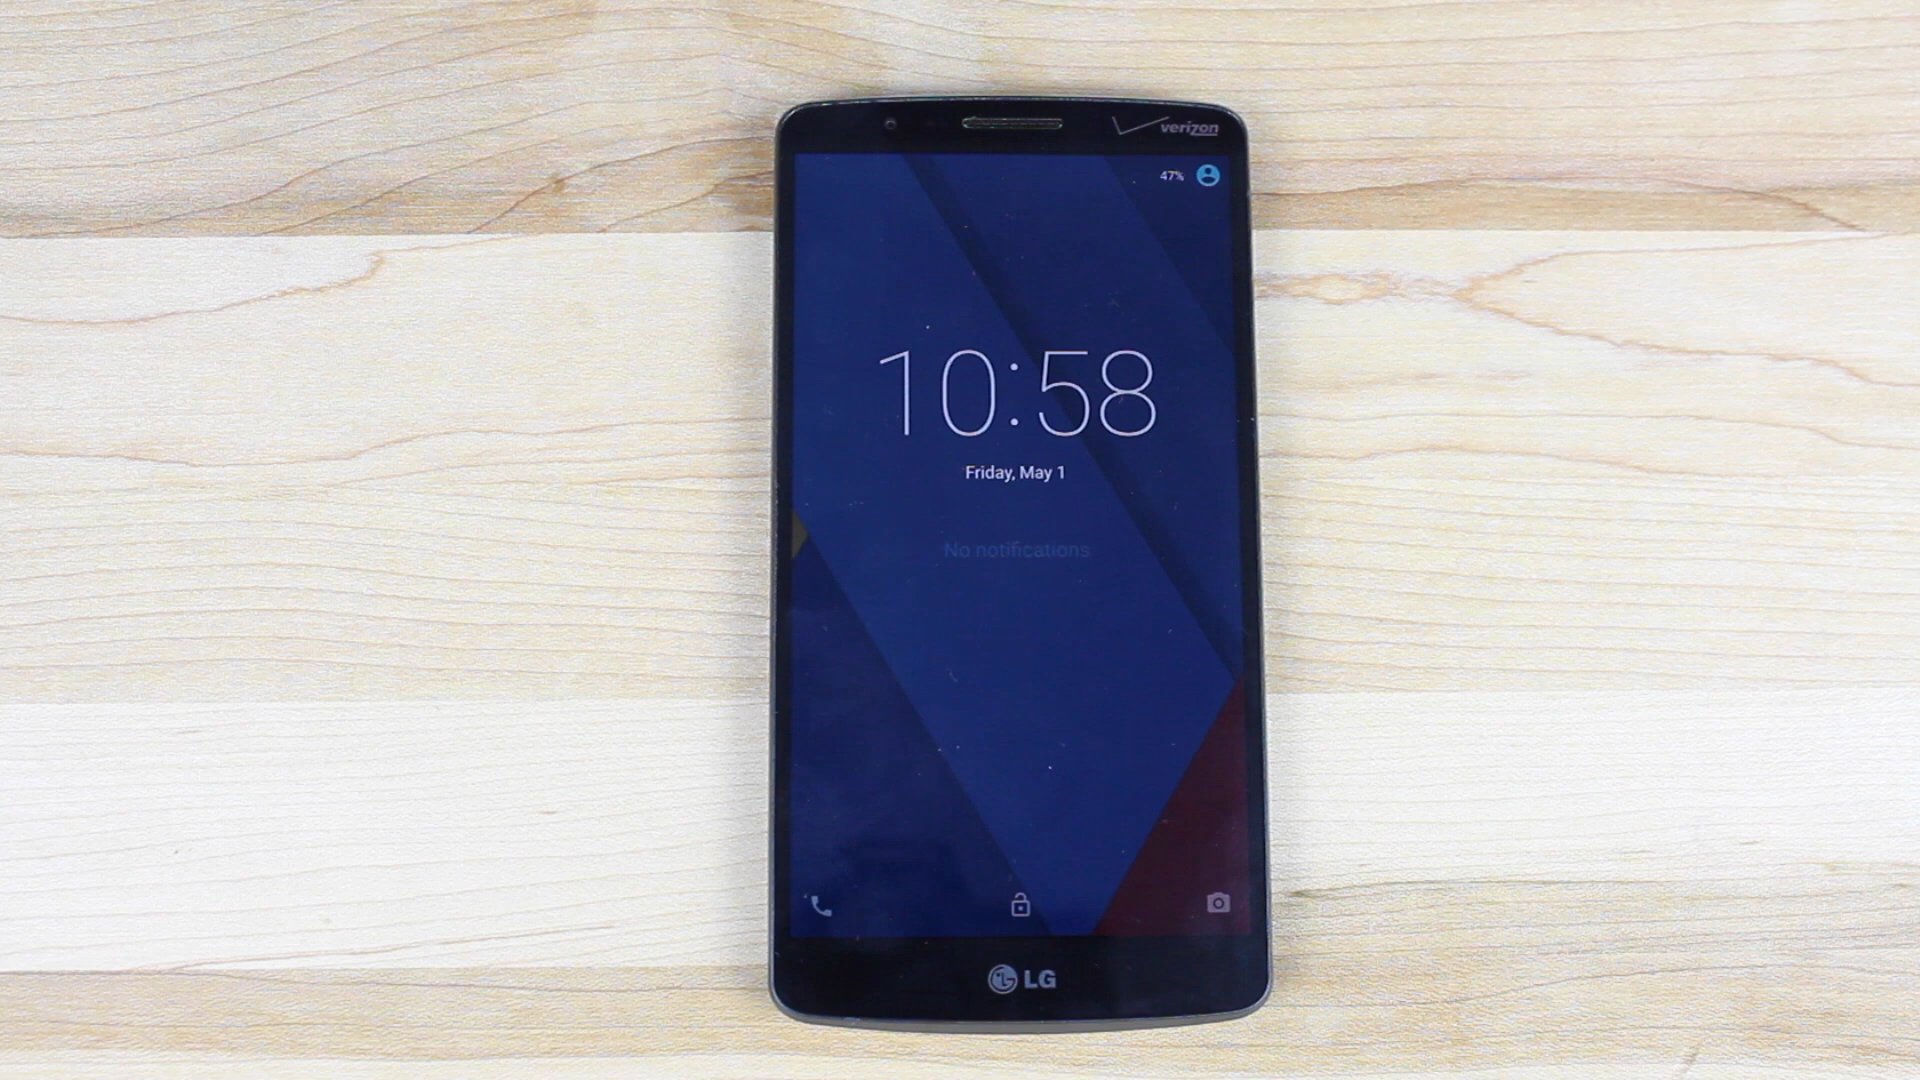 verizon
47%
10:58
Friday, May 1
No notifications
LG